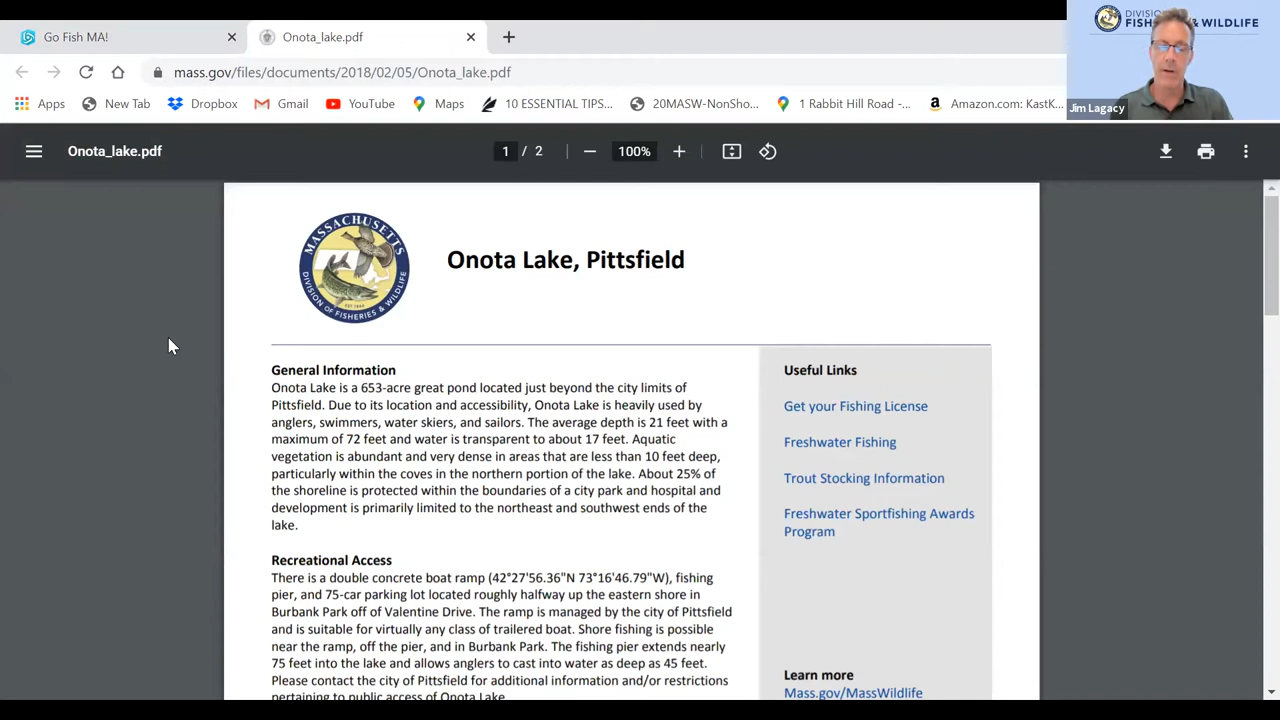 Go Fish MA!
Onota_lake.pdf
mass.gov/files/documents/2018/02/05/Onota_lake.pdf
Apps
New Tab
Dropbox
Gmail
YouTube
Maps
10 ESSENTIAL TIPS...
20MASW-NonSho...
1 Rabbit Hill Road -...
Amazon.com: KastK...
FISH & WILDLIFE
Jim Lagacy
Onota_lake.pdf
1 / 2
100%
MASSACHUSETTS
DIVISION OF FISHERIES & WILDLIFE
Onota Lake, Pittsfield
General Information
Onota Lake is a 653-acre great pond located just beyond the city limits of
Pittsfield. Due to its location and accessibility, Onota Lake is heavily used by
anglers, swimmers, water skiers, and sailors. The average depth is 21 feet with a
maximum of 72 feet and water is transparent to about 17 feet. Aquatic
vegetation is abundant and very dense in areas that are less than 10 feet deep,
particularly within the coves in the northern portion of the lake. About 25% of
the shoreline is protected within the boundaries of a city park and hospital and
development is primarily limited to the northeast and southwest ends of the
lake.
Recreational Access
There is a double concrete boat ramp (42°27'56.36"N 73°16'46.79"W), fishing
pier, and 75-car parking lot located roughly halfway up the eastern shore in
Burbank Park off of Valentine Drive. The ramp is managed by the city of Pittsfield
and is suitable for virtually any class of trailered boat. Shore fishing is possible
near the ramp, off the pier, and in Burbank Park. The fishing pier extends nearly
75 feet into the lake and allows anglers to cast into water as deep as 45 feet.
Please contact the city of Pittsfield for additional information and/or restrictions
pertaining to public access of Onota Lake.
Useful Links
Get your Fishing License
Freshwater Fishing
Trout Stocking Information
Freshwater Sportfishing Awards
Program
Learn more
Mass.gov/MassWildlife